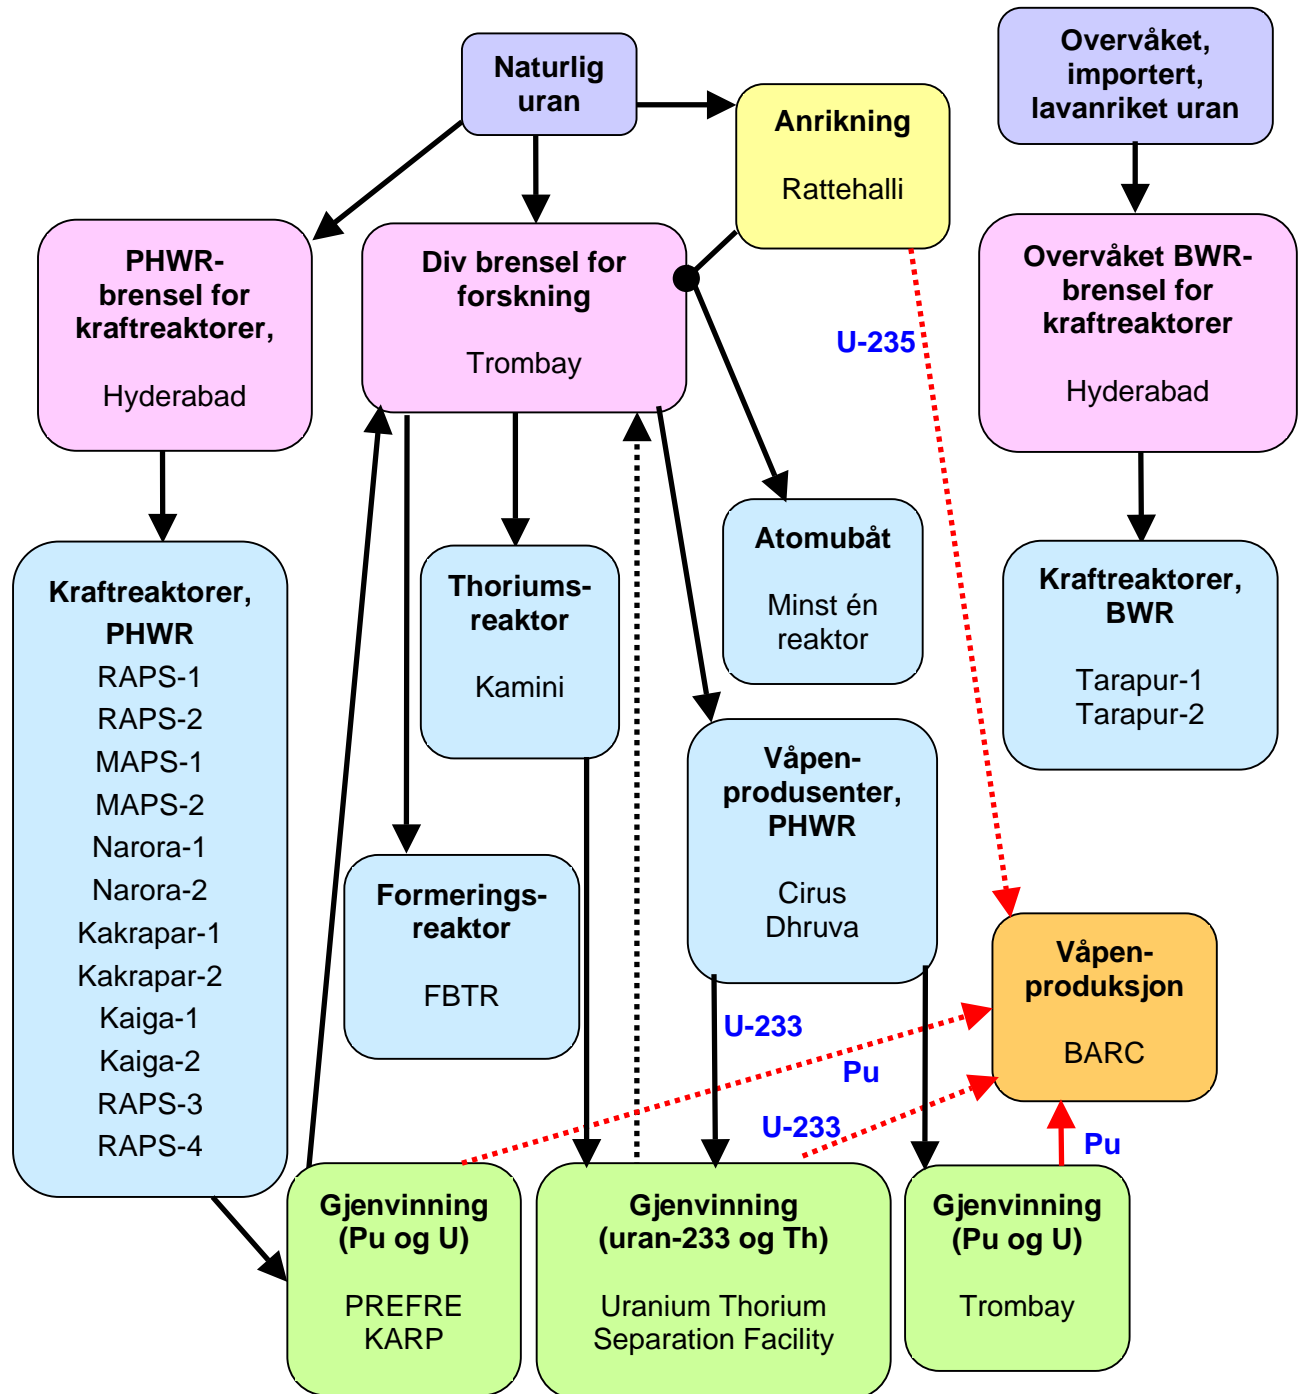 Naturlig
uran
Overvåket,
importert,
lavanriket uran
Anrikning
Rattehalli
PHWR-
brensel for
kraftreaktorer,
Hyderabad
Div brensel for
forskning
Trombay
Overvåket BWR-
brensel for
kraftreaktorer
Hyderabad
U-235
Kraftreaktorer,
PHWR
RAPS-1
RAPS-2
MAPS-1
MAPS-2
Narora-1
Narora-2
Kakrapar-1
Kakrapar-2
Kaiga-1
Kaiga-2
RAPS-3
RAPS-4
Thoriums-
reaktor
Kamini
Atomubåt
Minst én
reaktor
Kraftreaktorer,
BWR
Tarapur-1
Tarapur-2
Våpen-
produsenter,
PHWR
Cirus
Dhruva
Formerings-
reaktor
FBTR
Våpen-
produksjon
BARC
U-233
Pu
U-233
Pu
Gjenvinning
(Pu og U)
PREFRE
KARP
Gjenvinning
(uran-233 og Th)
Uranium Thorium
Separation Facility
Gjenvinning
(Pu og U)
Trombay